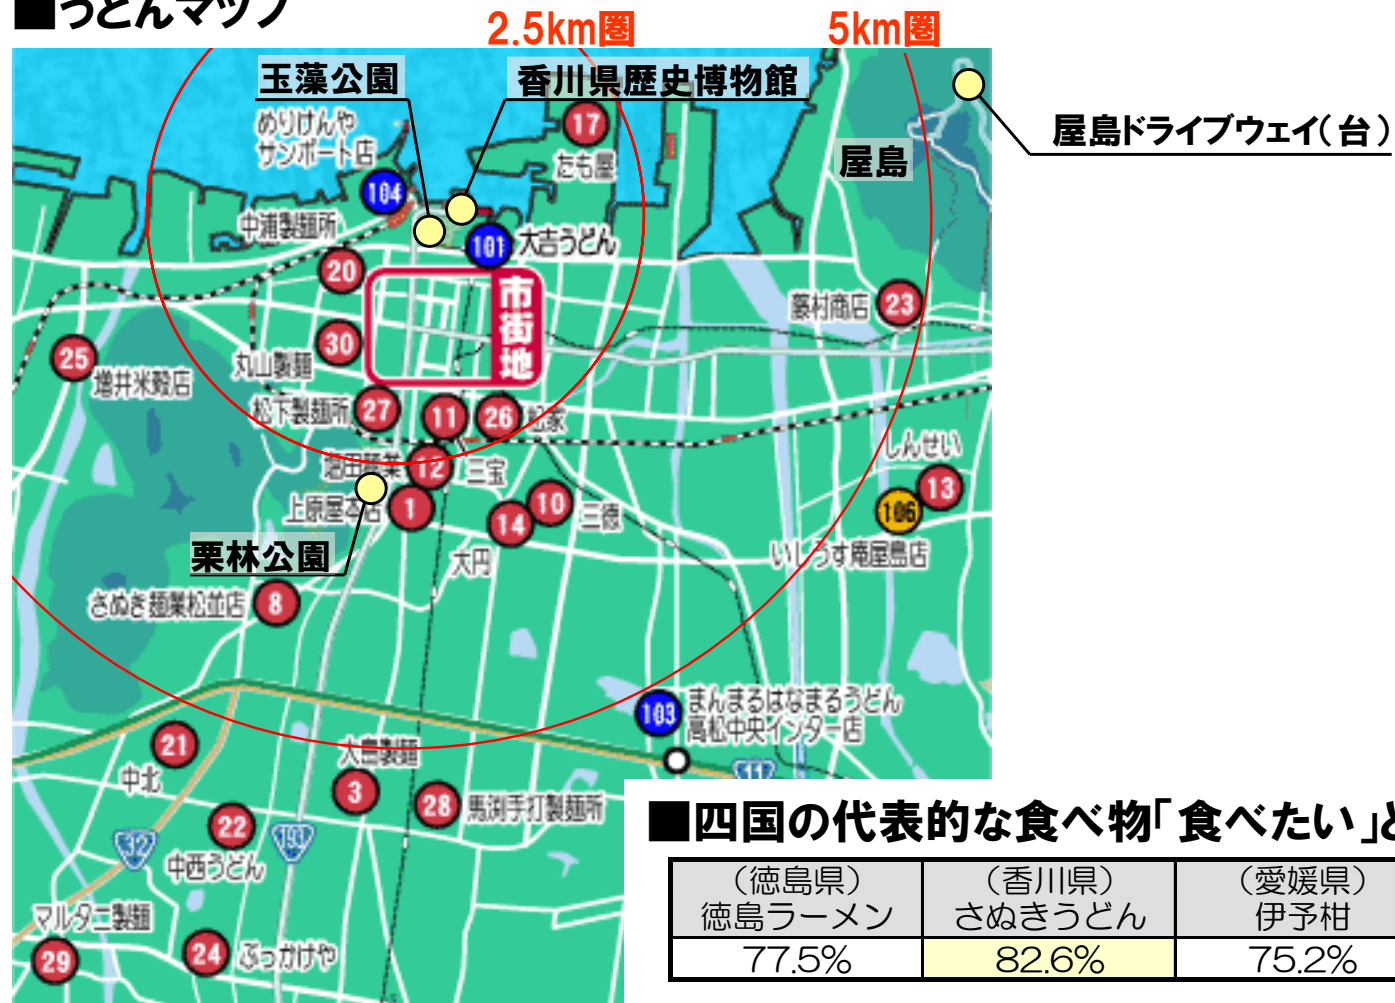 ■うどんマップ
2.5km圏
5km圏
玉藻公園
香川県歴史博物館
屋島ドライブウェイ(台)
めりけんや
サンポート店
104
17
たも屋
屋島
中浦製麺所
20
101
大吉うどん
市街地
藤村商店
23
25
増井米穀店
30
丸山製麺
松下製麺所
27
11
26
松家
しんせい
12
三宝
13
上原屋本店
1
14
10
三徳
106
いしうす庵屋島店
栗林公園
大円
さぬき麺業松並店
8
103
まんまるはなまるうどん
高松中央インター店
21
中北
大島製麺
3
28
馬渕手打製麺所
11
22
中西うどん
32
193
マルタニ製麺
29
24
ぶっかけや
■四国の代表的な食べ物「食べたい」と
(徳島県)
徳島ラーメン
(香川県)
さぬきうどん
(愛媛県)
伊予柑
77.5%
82.6%
75.2%